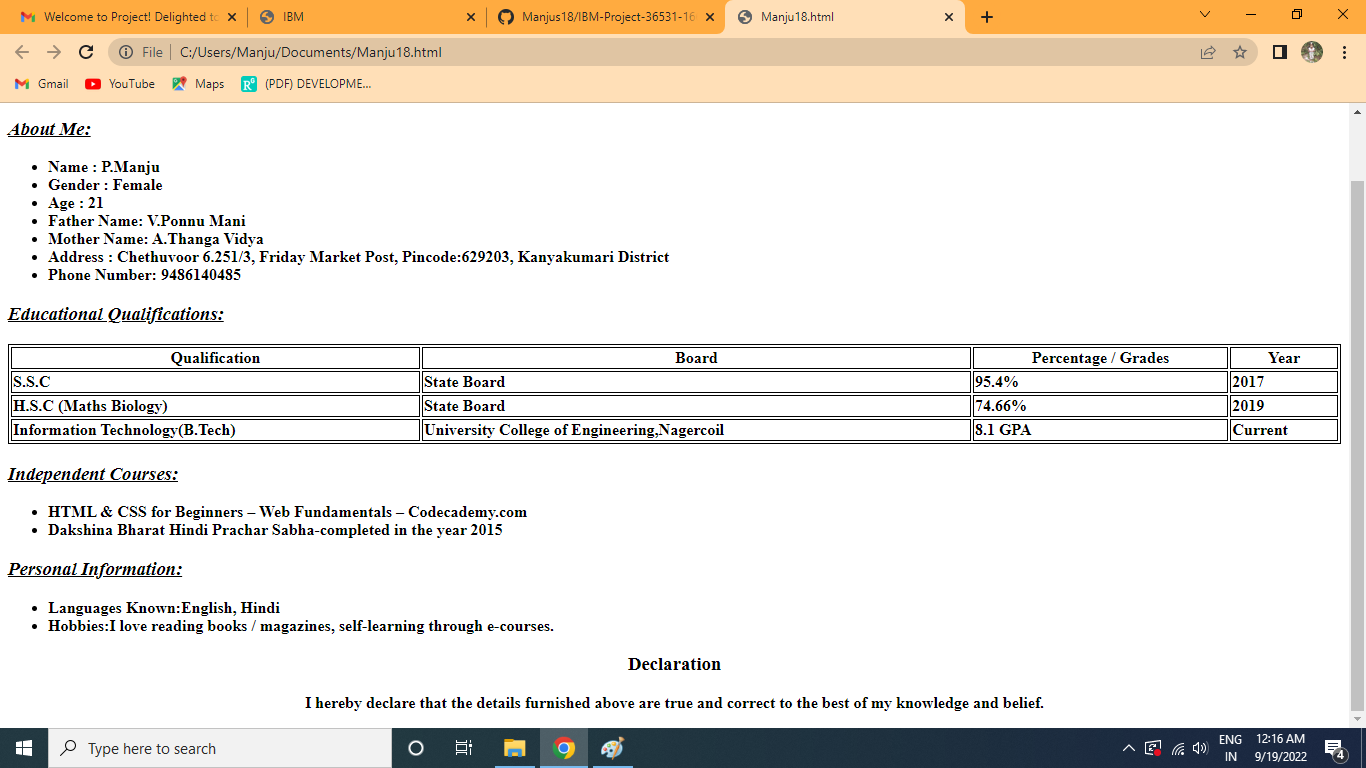 Welcome to Project! Delighted to
IBM
Manjus18/IBM-Project-36531-16
Manju18.html
File
C:/Users/Manju/Documents/Manju18.html
Gmail
YouTube
Maps
(PDF) DEVELOPME...
About Me:
• Name : P.Manju
• Gender : Female
• Age : 21
• Father Name: V.Ponnu Mani
• Mother Name: A.Thanga Vidya
• Address : Chethuvoor 6.251/3, Friday Market Post, Pincode:629203, Kanyakumari District
• Phone Number: 9486140485
Educational Qualifications:
Qualification Board Percentage / Grades Year
S.S.C State Board 95.4% 2017
H.S.C (Maths Biology) State Board 74.66% 2019
Information Technology(B.Tech) University College of Engineering,Nagercoil 8.1 GPA Current
Independent Courses:
• HTML & CSS for Beginners – Web Fundamentals – Codecademy.com
• Dakshina Bharat Hindi Prachar Sabha-completed in the year 2015
Personal Information:
• Languages Known:English, Hindi
• Hobbies:I love reading books / magazines, self-learning through e-courses.
Declaration
I hereby declare that the details furnished above are true and correct to the best of my knowledge and belief.
Type here to search
ENG
IN
12:16 AM
9/19/2022
4